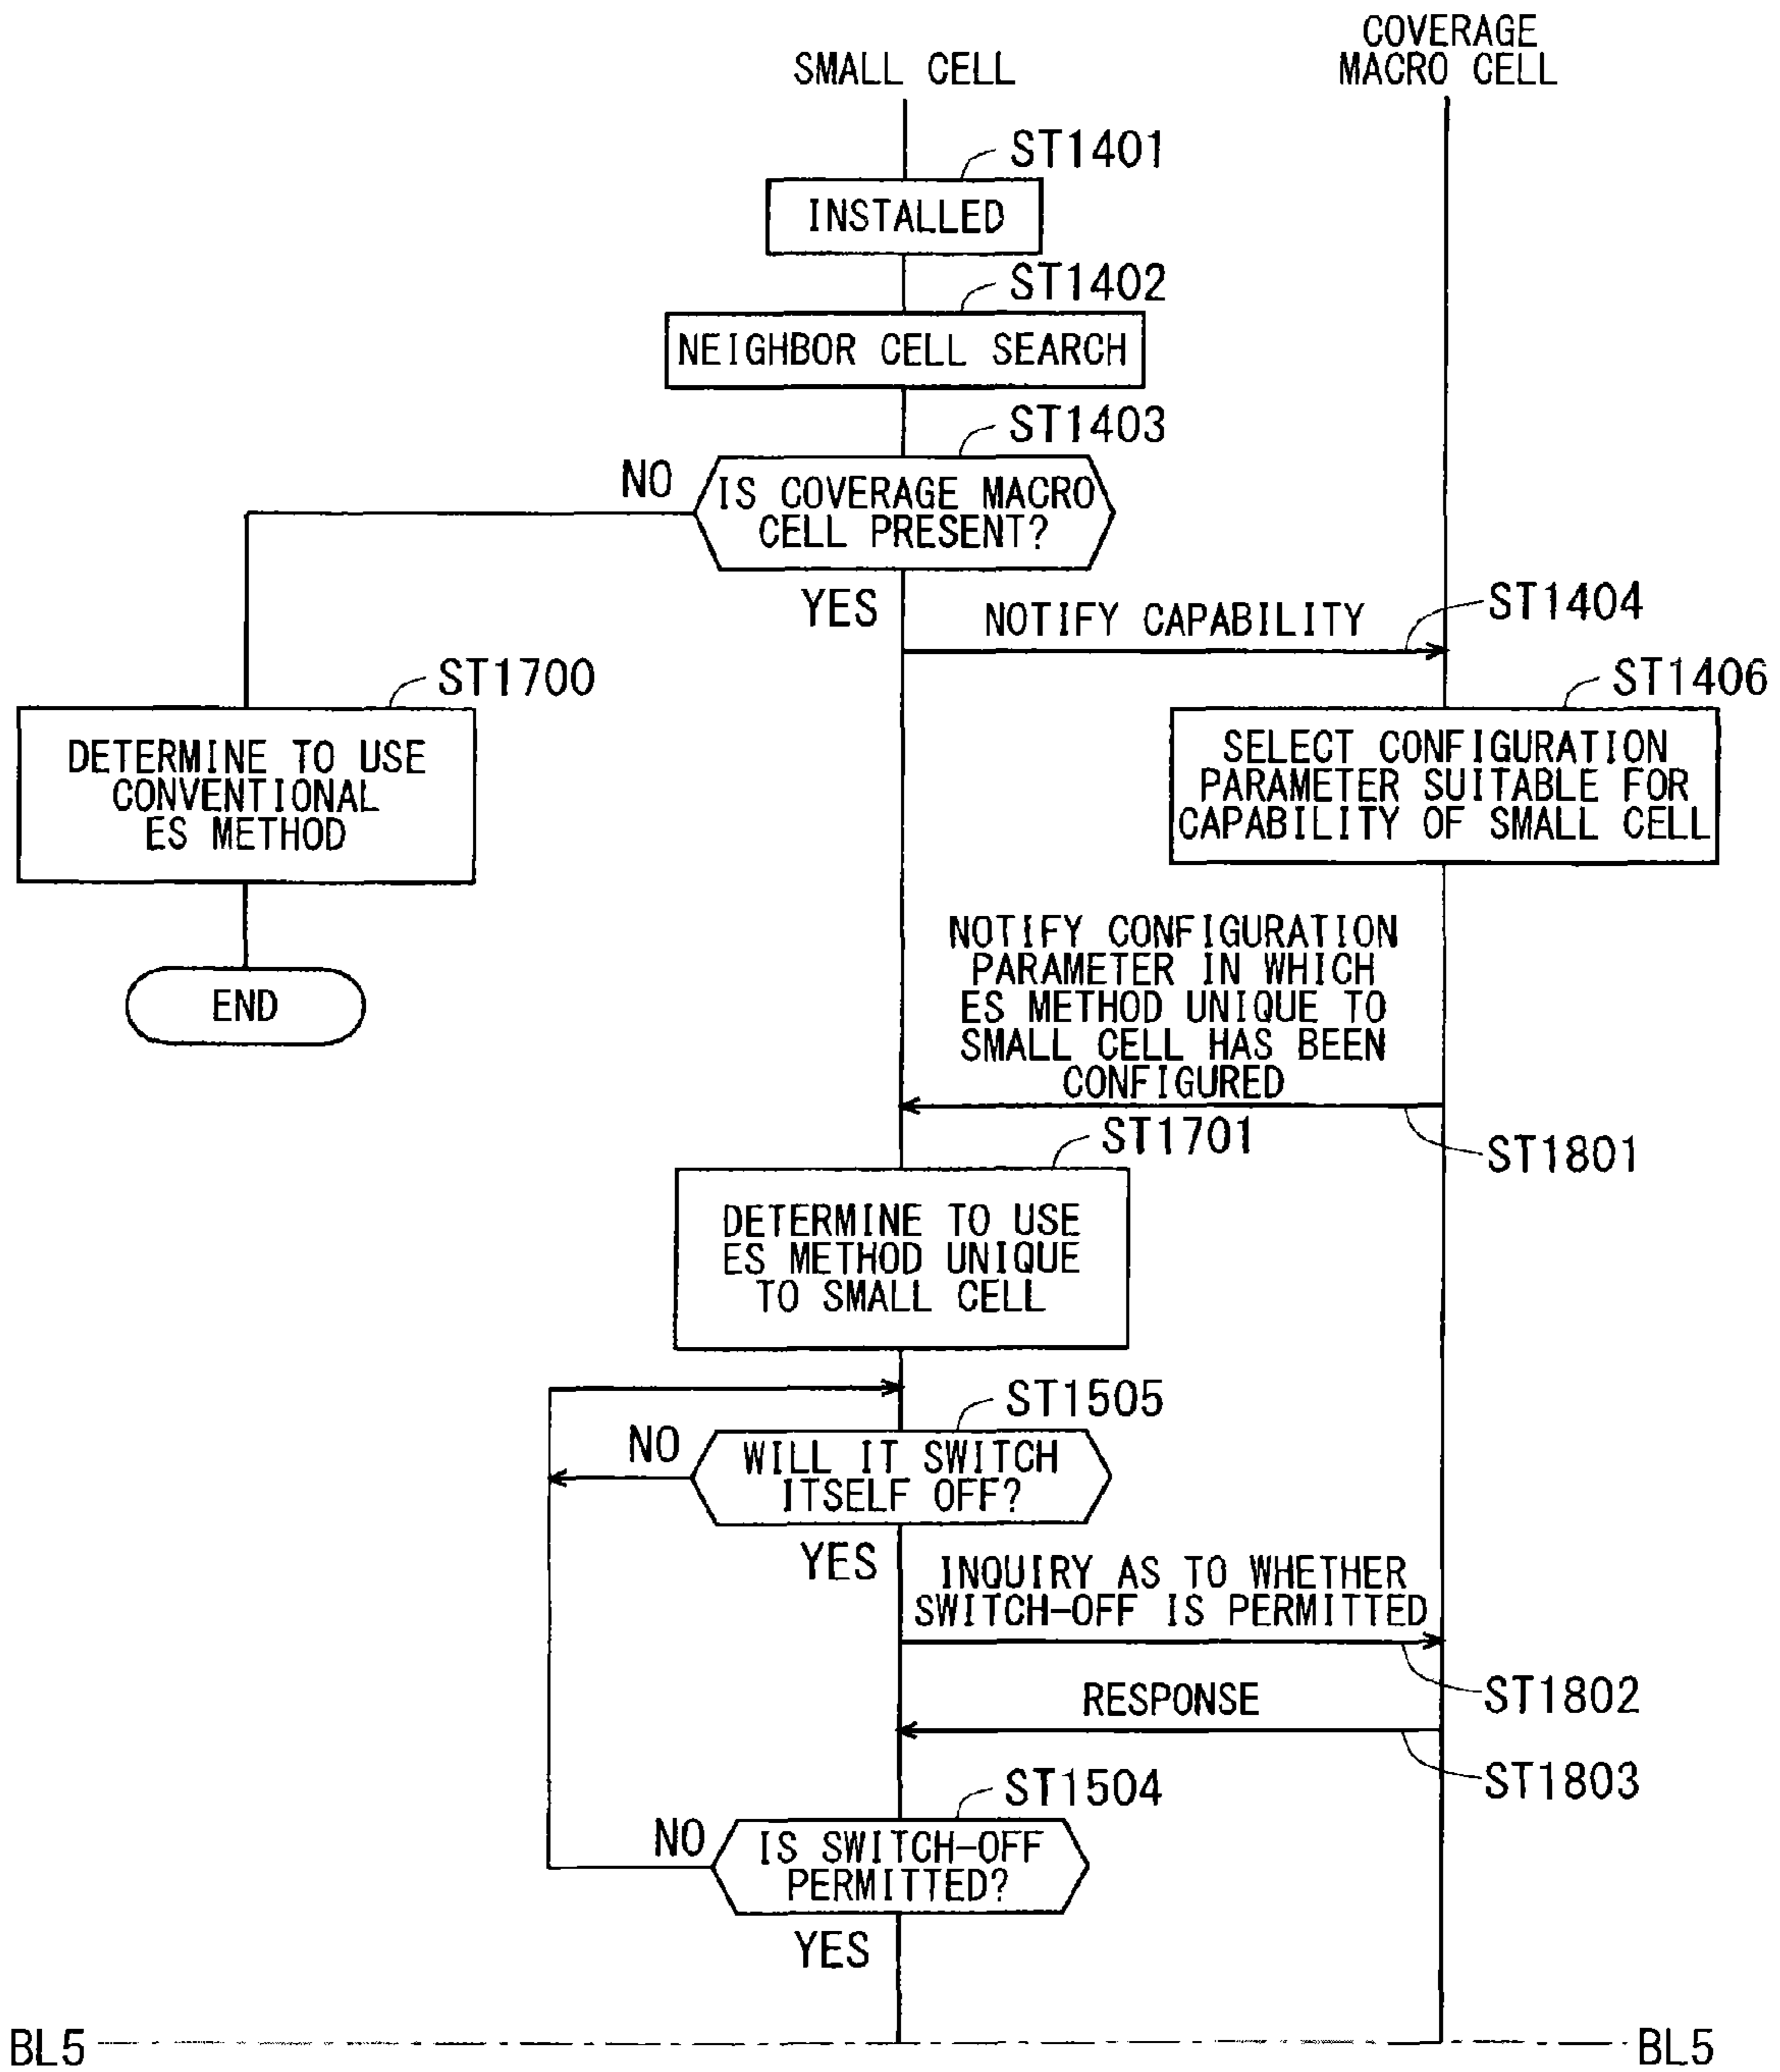 SMALL CELL
COVERAGE
MACRO CELL
ST1401
INSTALLED
ST1402
NEIGHBOR CELL SEARCH
ST1403
NO
IS COVERAGE MACRO
CELL PRESENT?
YES
NOTIFY CAPABILITY
ST1404
ST1700
DETERMINE TO USE
CONVENTIONAL
ES METHOD
END
ST1406
SELECT CONFIGURATION
PARAMETER SUITABLE FOR
CAPABILITY OF SMALL CELL
NOTIFY CONFIGURATION
PARAMETER IN WHICH
ES METHOD UNIQUE TO
SMALL CELL HAS BEEN
CONFIGURED
ST1801
ST1701
DETERMINE TO USE
ES METHOD UNIQUE
TO SMALL CELL
ST1505
NO
WILL IT SWITCH
ITSELF OFF?
YES
INQUIRY AS TO WHETHER
SWITCH-OFF IS PERMITTED
ST1802
RESPONSE
ST1803
ST1504
NO
IS SWITCH-OFF
PERMITTED?
YES
BL5
BL5